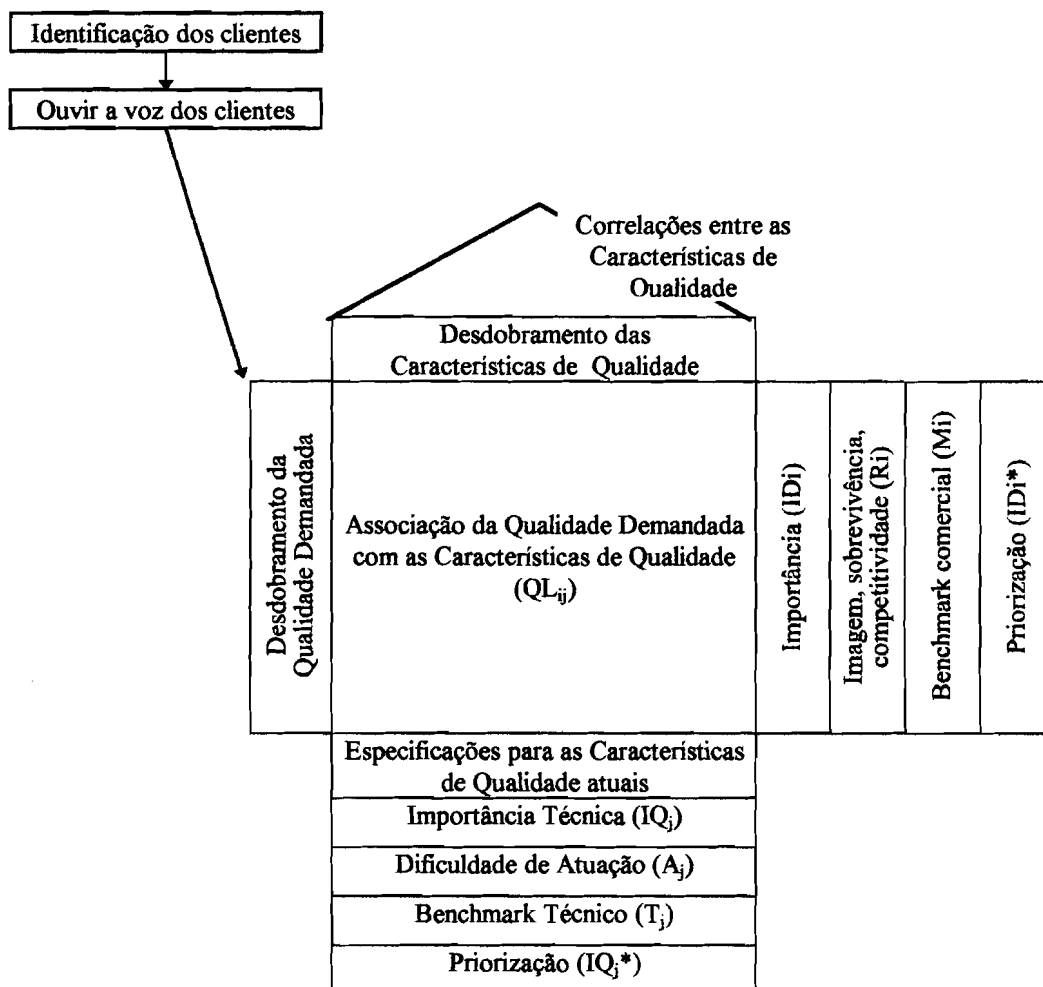 Identificação dos clientes
Ouvir a voz dos clientes
Correlações entre as
Características de
Oualidade
Desdobramento das
Características de Qualidade
Desdobramento da
Qualidade Demandada
Associação da Qualidade Demandada
com as Características de Qualidade
(QLij)
Importância (IDi)
Imagem, sobrevivência,
competitividade (Ri)
Benchmark comercial (Mi)
Priorização (IDi*)
Especificações para as Características
de Qualidade atuais
Importância Técnica (IQj)
Dificuldade de Atuação (Aj)
Benchmark Técnico (Tj)
Priorização (IQj*)